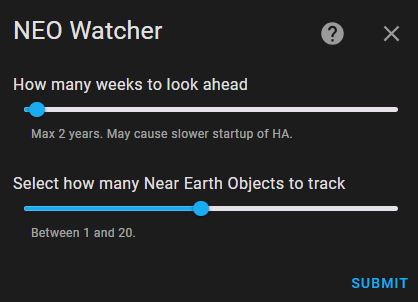 NEO Watcher
How many weeks to look ahead
Max 2 years. May cause slower startup of HA.
Select how many Near Earth Objects to track
Between 1 and 20.
SUBMIT